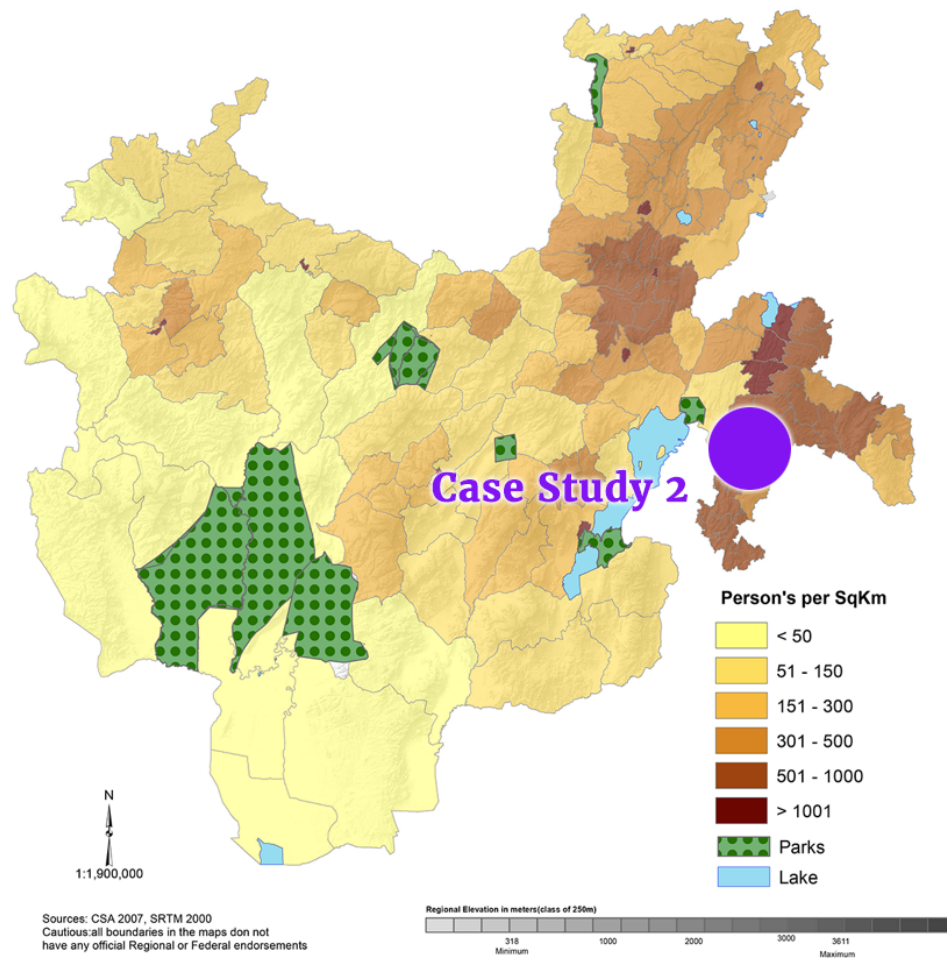 Case Study 2
Person's per SqKm
< 50
51 - 150
151 - 300
301 - 500
501 - 1000
> 1001
Parks
Lake
N
1:1,900,000
Sources: CSA 2007, SRTM 2000
Cautious:all boundaries in the maps don not
have any official Regional or Federal endorsements
Regional Elevation in meters(class of 250m)
318 1000 2000 3000 3611
Minimum Maximum